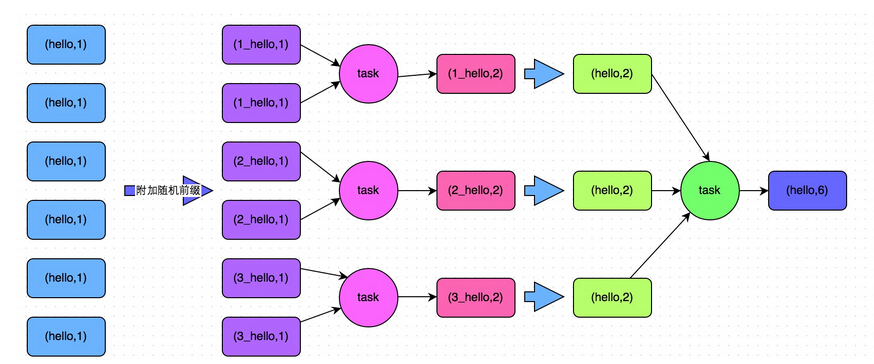 (hello,1)
(1_hello,1)
task
(1_hello,2)
(hello,2)
(hello,1)
(1_hello,1)
(hello,1)
(2_hello,1)
附加随机前缀
task
(2_hello,2)
(hello,2)
task
(hello,6)
(hello,1)
(2_hello,1)
(hello,1)
(3_hello,1)
task
(3_hello,2)
(hello,2)
(hello,1)
(3_hello,1)